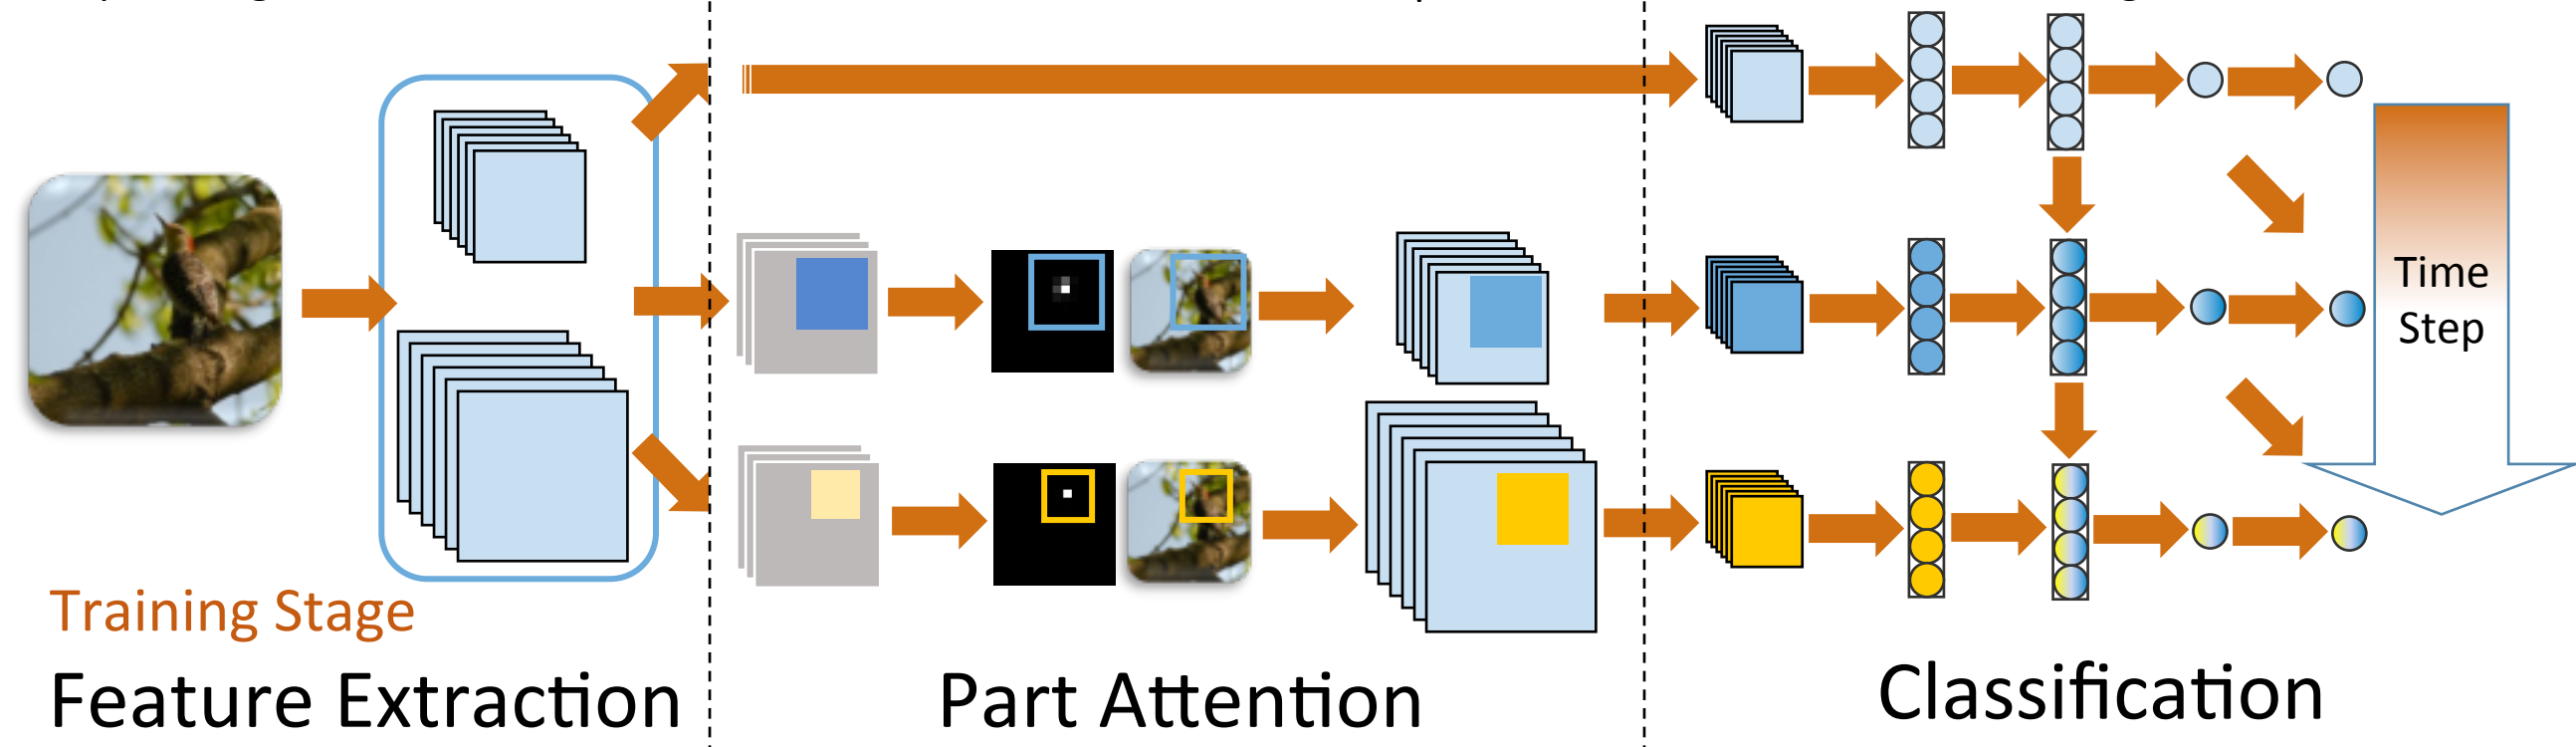 Time
Step
Training Stage
Feature Extraction
Part Attention
Classification